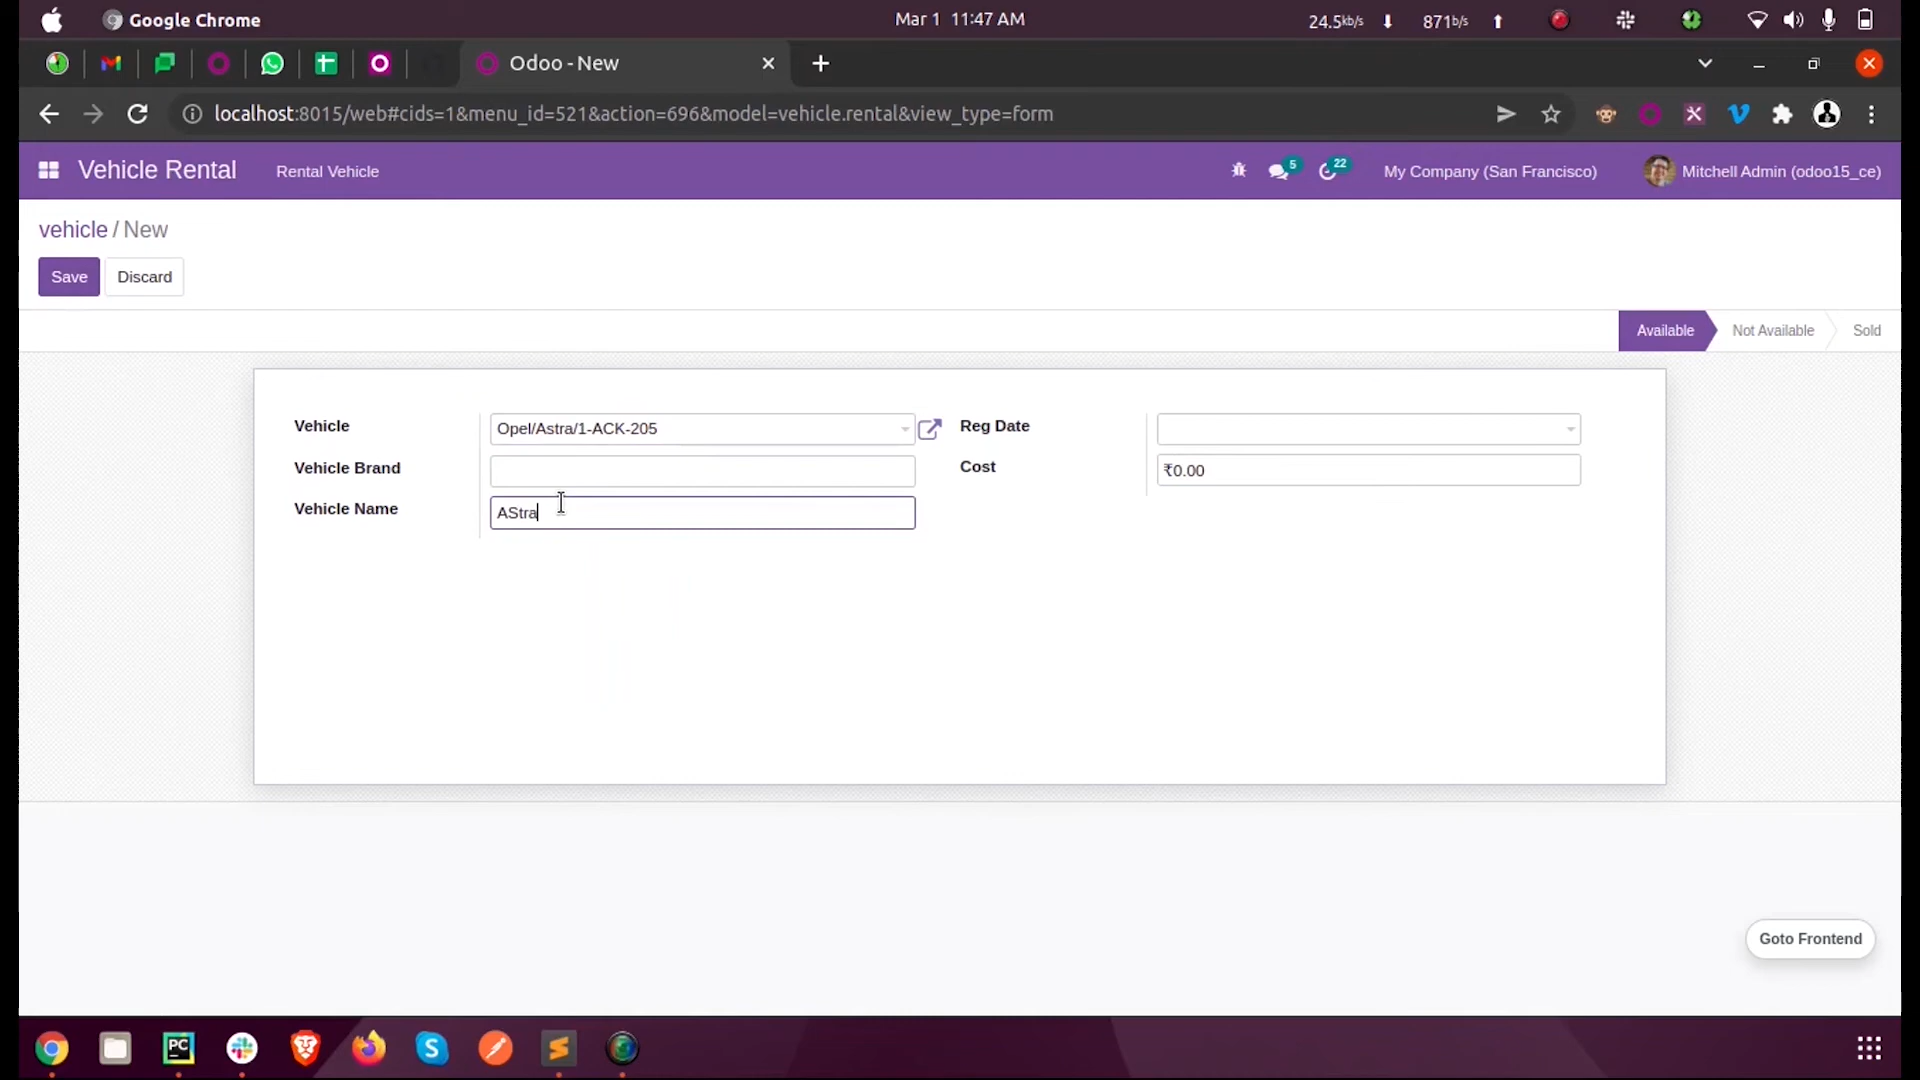 Google Chrome
Mar 1 11:47 AM
24.5kb/s
871b/s
Odoo - New
localhost:8015/web#cids=1&menu_id=521&action=696&model=vehicle.rental&view_type=form
Vehicle Rental
Rental Vehicle
5
22
My Company (San Francisco)
Mitchell Admin (odoo15_ce)
vehicle / New
Save
Discard
Available
Not Available
Sold
Vehicle
Opel/Astra/1-ACK-205
Reg Date
Vehicle Brand
Cost
₹0.00
Vehicle Name
AStra
Goto Frontend
PC
S